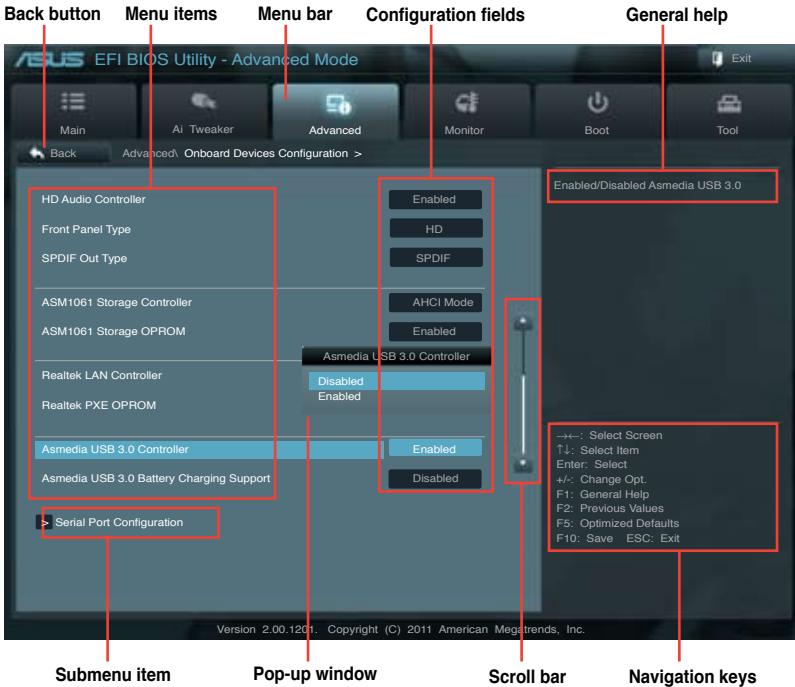 Back button Menu items Menu bar Configuration fields General help
ASUS EFI BIOS Utility - Advanced Mode Exit
Main Ai Tweaker Advanced Monitor Boot Tool
Back Advanced\ Onboard Devices Configuration >
Enabled/Disabled Asmedia USB 3.0
HD Audio Controller Enabled
Front Panel Type HD
SPDIF Out Type SPDIF
ASM1061 Storage Controller AHCI Mode
ASM1061 Storage OPROM Enabled
Asmedia USB 3.0 Controller
Realtek LAN Controller
Disabled
Enabled
Realtek PXE OPROM
Asmedia USB 3.0 Controller Enabled
Asmedia USB 3.0 Battery Charging Support Disabled
> Serial Port Configuration
→←: Select Screen
↑↓: Select Item
Enter: Select
+/-: Change Opt.
F1: General Help
F2: Previous Values
F5: Optimized Defaults
F10: Save ESC: Exit
Version 2.00.1201. Copyright (C) 2011 American Megatrends, Inc.
Submenu item Pop-up window Scroll bar Navigation keys